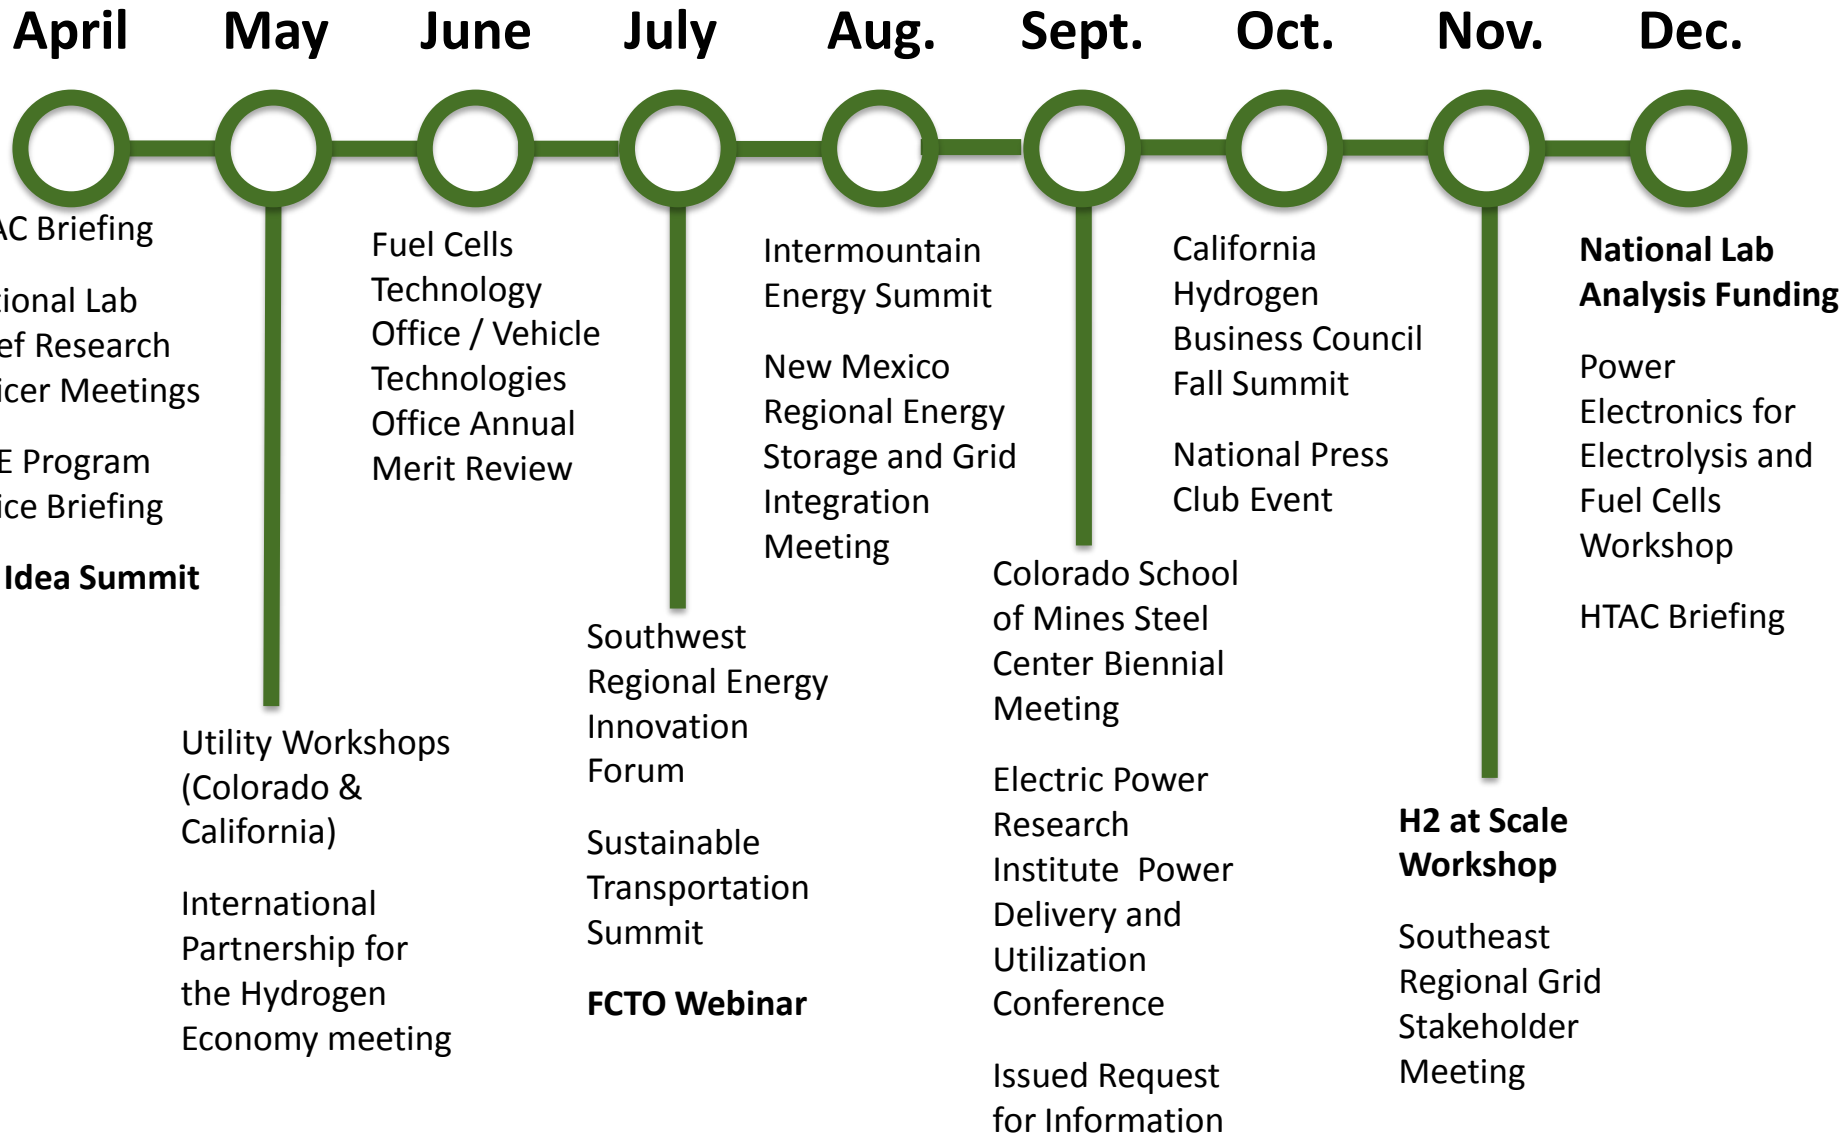 April May June July Aug. Sept. Oct. Nov. Dec.
AC Briefing
tional Lab
ef Research
icer Meetings
E Program
ice Briefing
Idea Summit
Utility Workshops
(Colorado &
California)
International
Partnership for
the Hydrogen
Economy meeting
Fuel Cells
Technology
Office / Vehicle
Technologies
Office Annual
Merit Review
Southwest
Regional Energy
Innovation
Forum
Sustainable
Transportation
Summit
FCTO Webinar
Intermountain
Energy Summit
New Mexico
Regional Energy
Storage and Grid
Integration
Meeting
Colorado School
of Mines Steel
Center Biennial
Meeting
Electric Power
Research
Institute Power
Delivery and
Utilization
Conference
Issued Request
for Information
California
Hydrogen
Business Council
Fall Summit
National Press
Club Event
H2 at Scale
Workshop
Southeast
Regional Grid
Stakeholder
Meeting
National Lab
Analysis Funding
Power
Electronics for
Electrolysis and
Fuel Cells
Workshop
HTAC Briefing